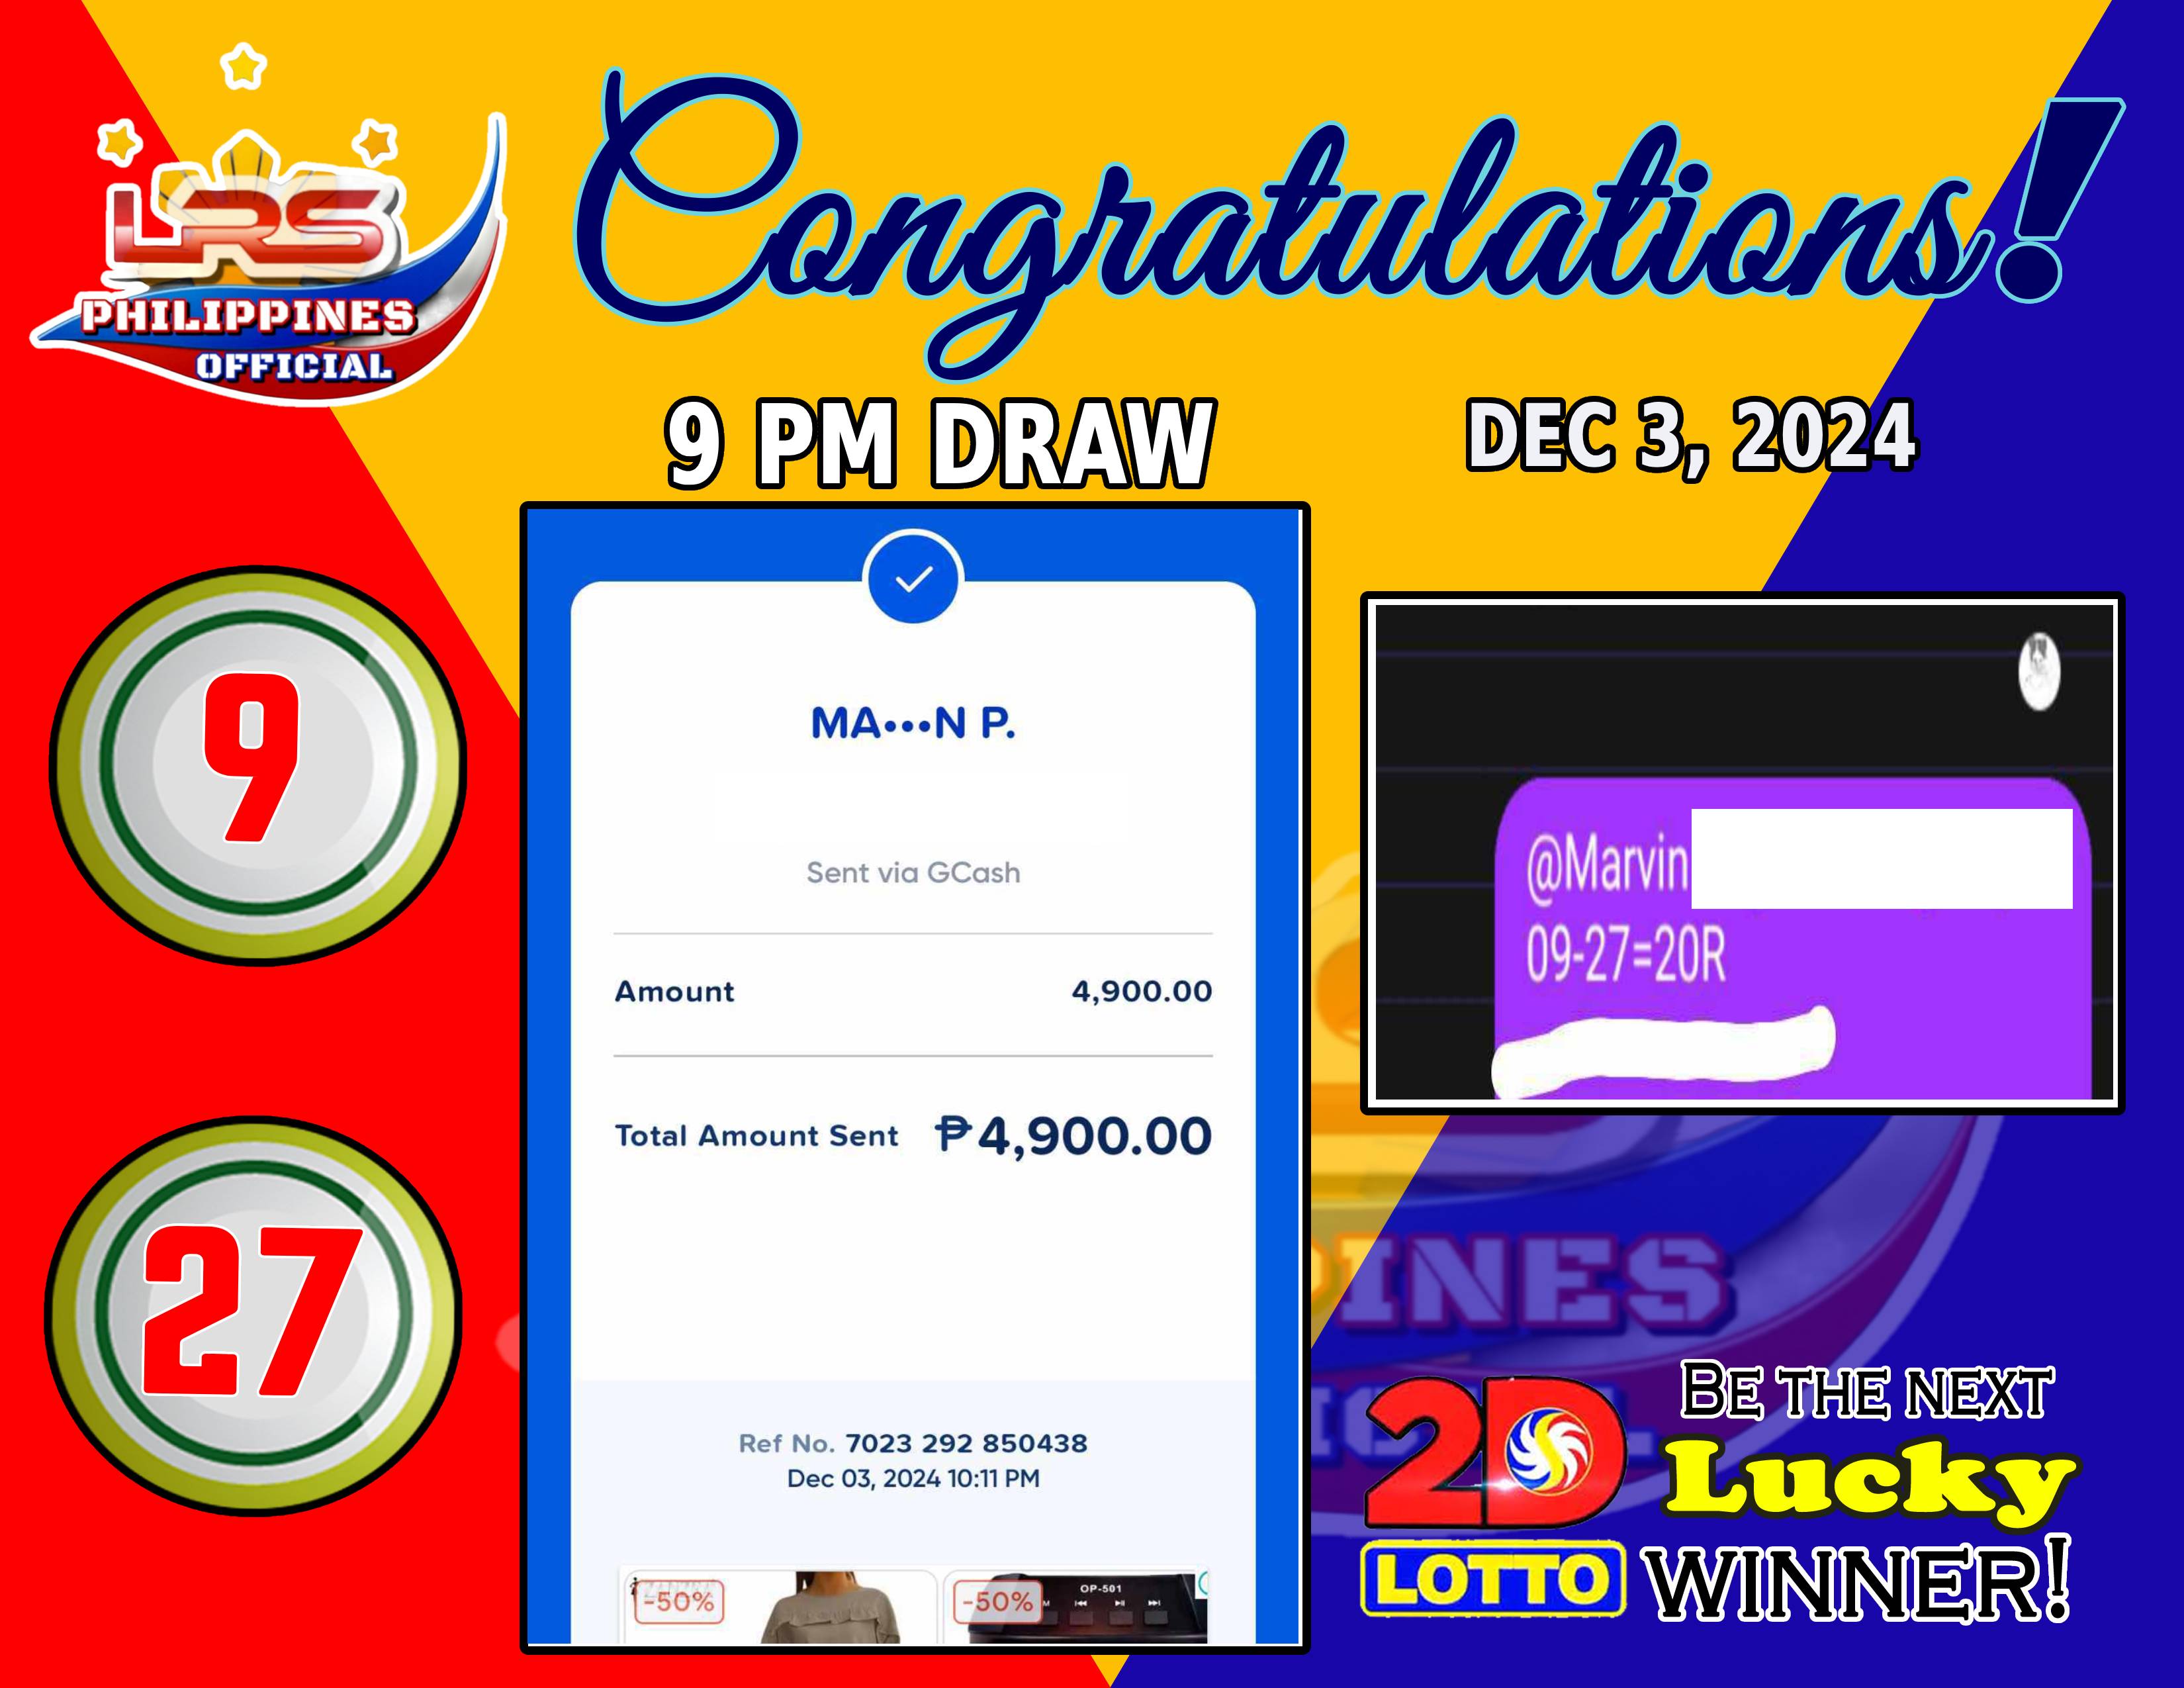 LRS
PHILIPPINES
OFFICIAL
Congratulations!
9 PM DRAW
DEC 3, 2024
9
27
MA•••N P.
Sent via GCash
Amount 4,900.00
Total Amount Sent ₱4,900.00
Ref No. 7023 292 850438
Dec 03, 2024 10:11 PM
-50%
-50%
OP-501
@Marvin
09-27=20R
PINES
2D
LOTTO
BE THE NEXT
Lucky
WINNER!